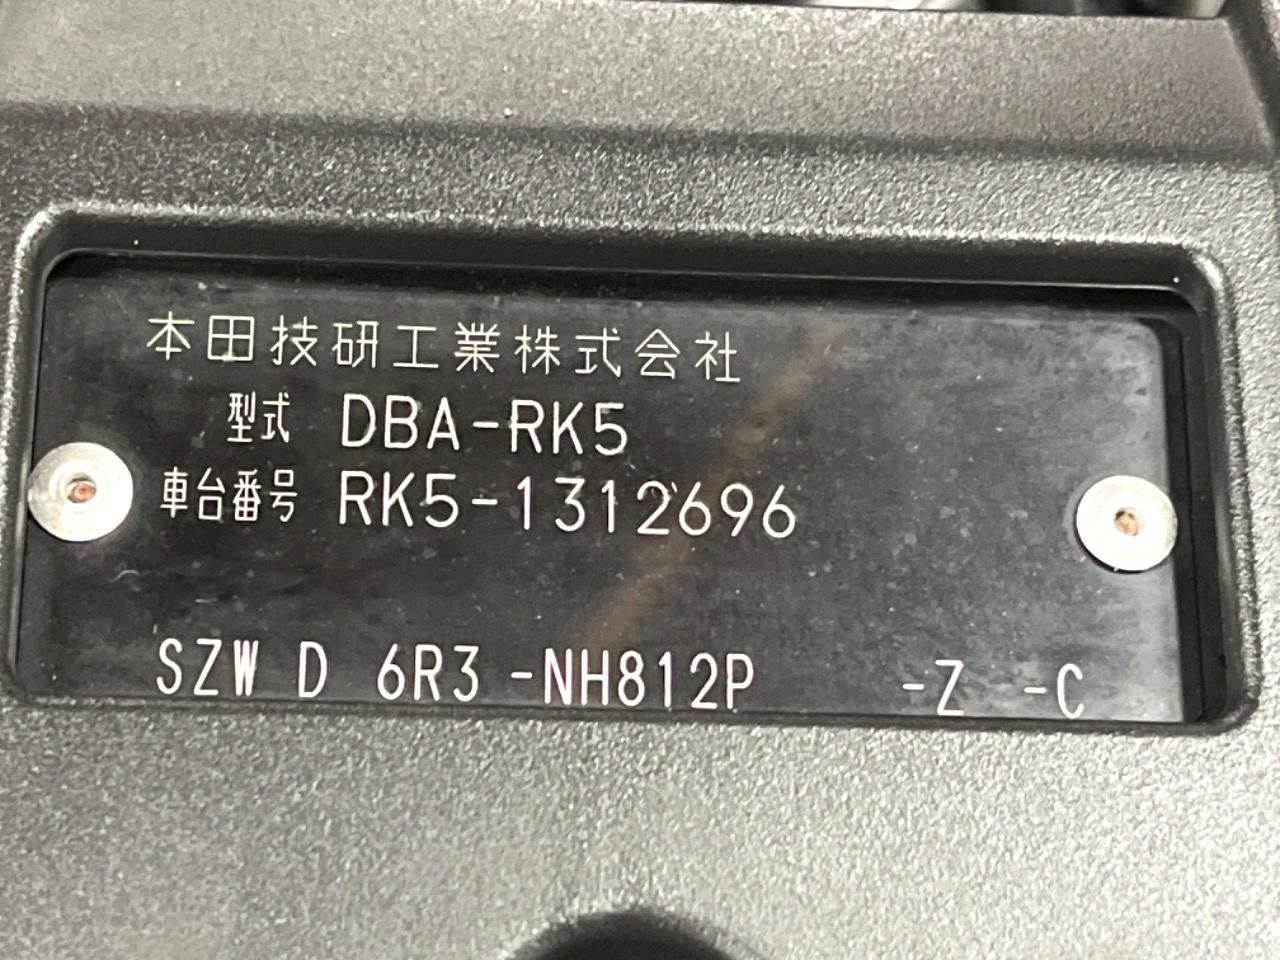 本田技研工業株式会社
型式 DBA-RK5
車台番号 RK5-1312696
SZW D 6R3 -NH812P -Z -C